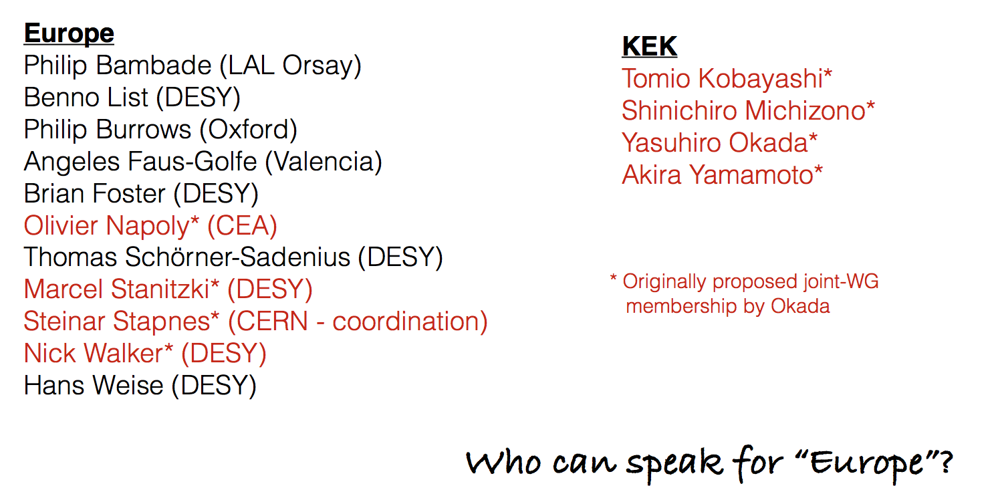 Europe
Philip Bambade (LAL Orsay)
Benno List (DESY)
Philip Burrows (Oxford)
Angeles Faus-Golfe (Valencia)
Brian Foster (DESY)
Olivier Napoly* (CEA)
Thomas Schörner-Sadenius (DESY)
Marcel Stanitzki* (DESY)
Steinar Stapnes* (CERN - coordination)
Nick Walker* (DESY)
Hans Weise (DESY)
KEK
Tomio Kobayashi*
Shinichiro Michizono*
Yasuhiro Okada*
Akira Yamamoto*
* Originally proposed joint-WG
membership by Okada
Who can speak for “Europe”?